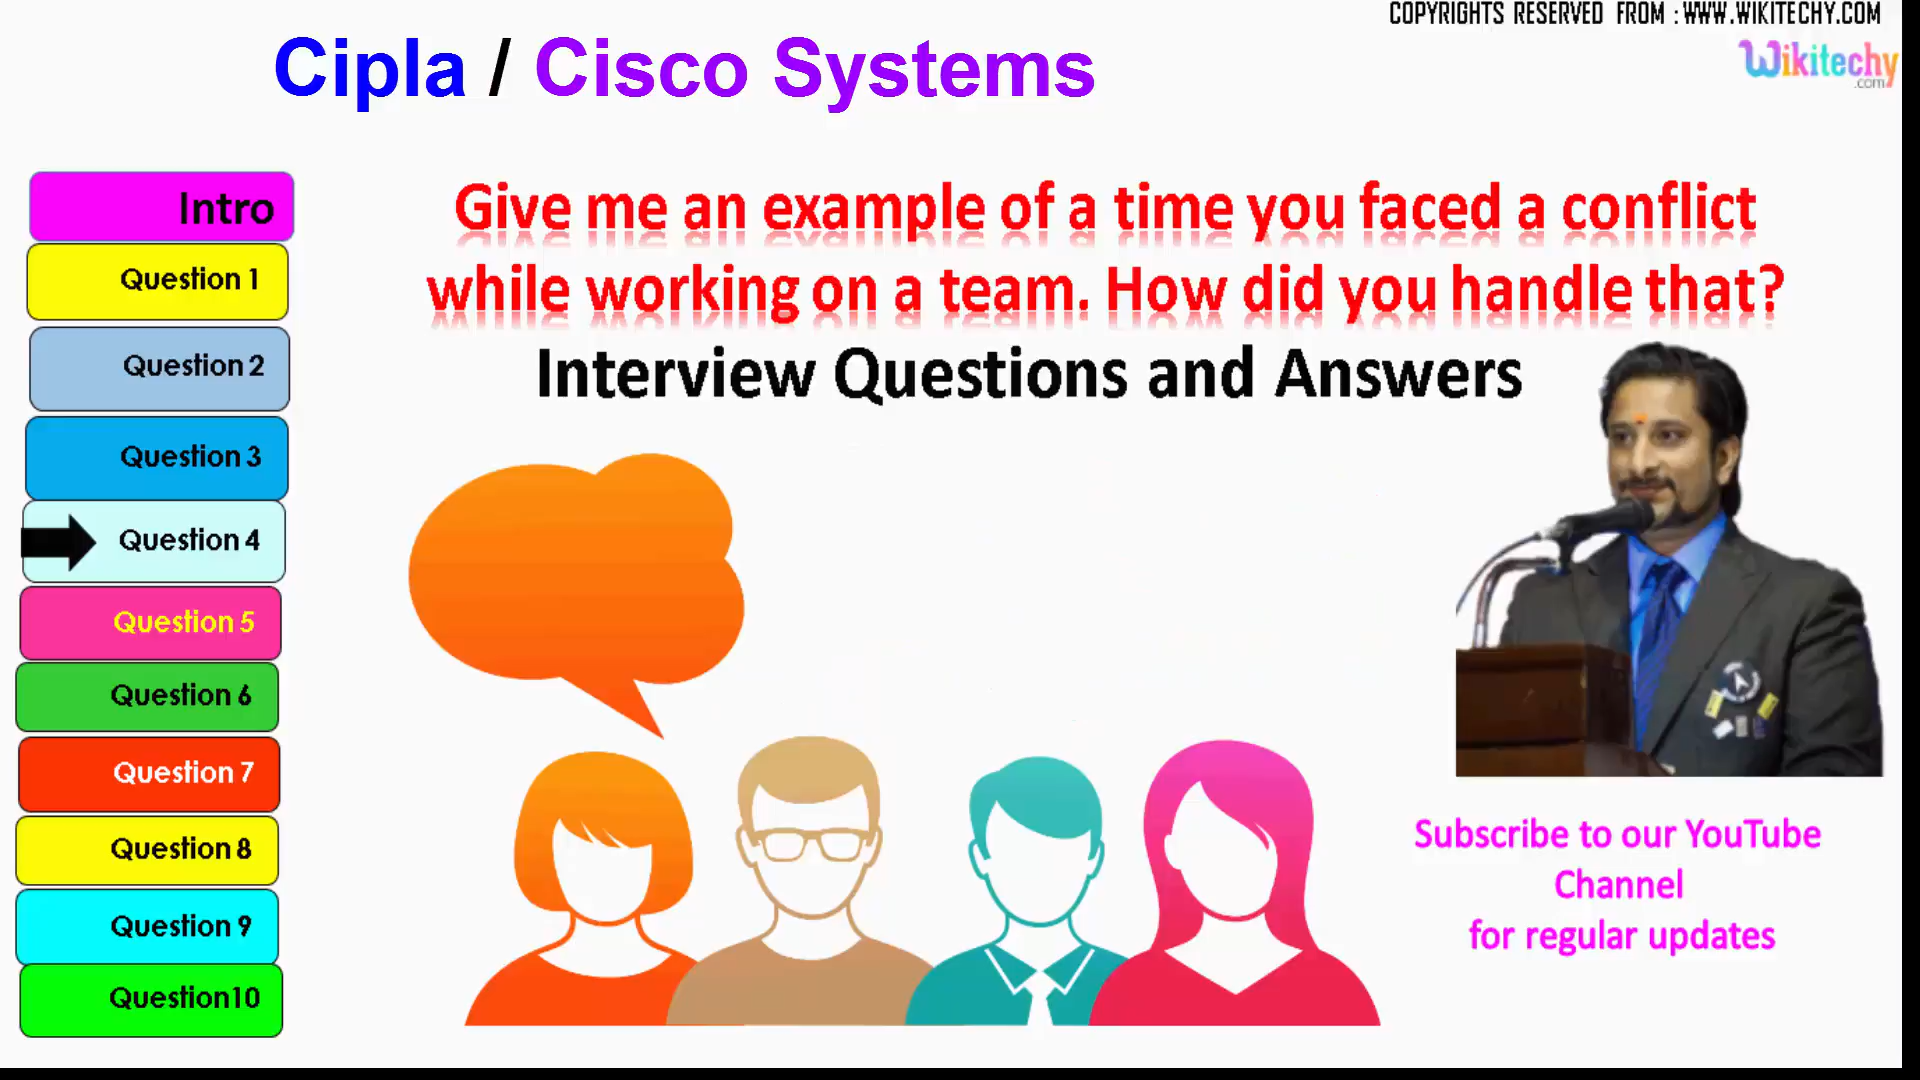 COPYRIGHTS RESERVED FROM : WWW.WIKITECHY.COM
Cipla / Cisco Systems
Wikitechy
.com
Give me an example of a time you faced a conflict
while working on a team. How did you handle that?
Interview Questions and Answers
Intro
Question 1
Question 2
Question 3
Question 4
Question 5
Question 6
Question 7
Question 8
Question 9
Question10
Subscribe to our YouTube
Channel
for regular updates